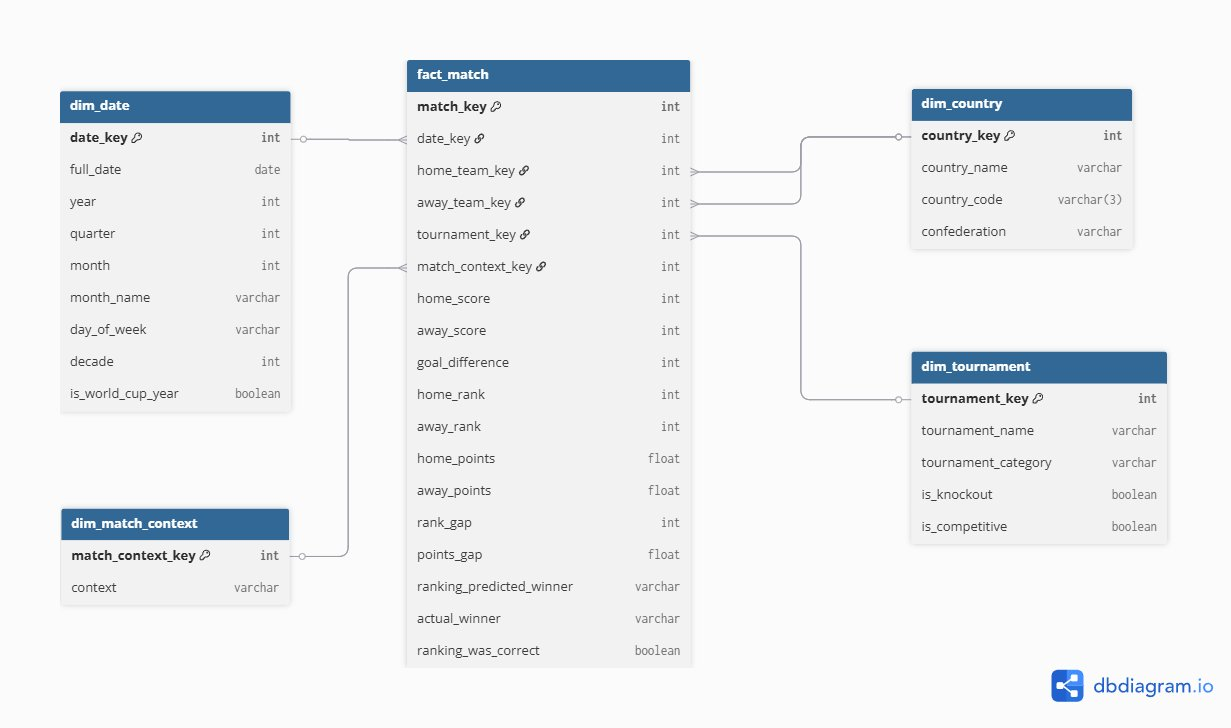 fact_match
match_key int
date_key int
home_team_key int
away_team_key int
tournament_key int
match_context_key int
home_score int
away_score int
goal_difference int
home_rank int
away_rank int
home_points float
away_points float
rank_gap int
points_gap float
ranking_predicted_winner varchar
actual_winner varchar
ranking_was_correct boolean
dim_date
date_key int
full_date date
year int
quarter int
month int
month_name varchar
day_of_week varchar
decade int
is_world_cup_year boolean
dim_match_context
match_context_key int
context varchar
dim_country
country_key int
country_name varchar
country_code varchar(3)
confederation varchar
dim_tournament
tournament_key int
tournament_name varchar
tournament_category varchar
is_knockout boolean
is_competitive boolean
dbdiagram.io